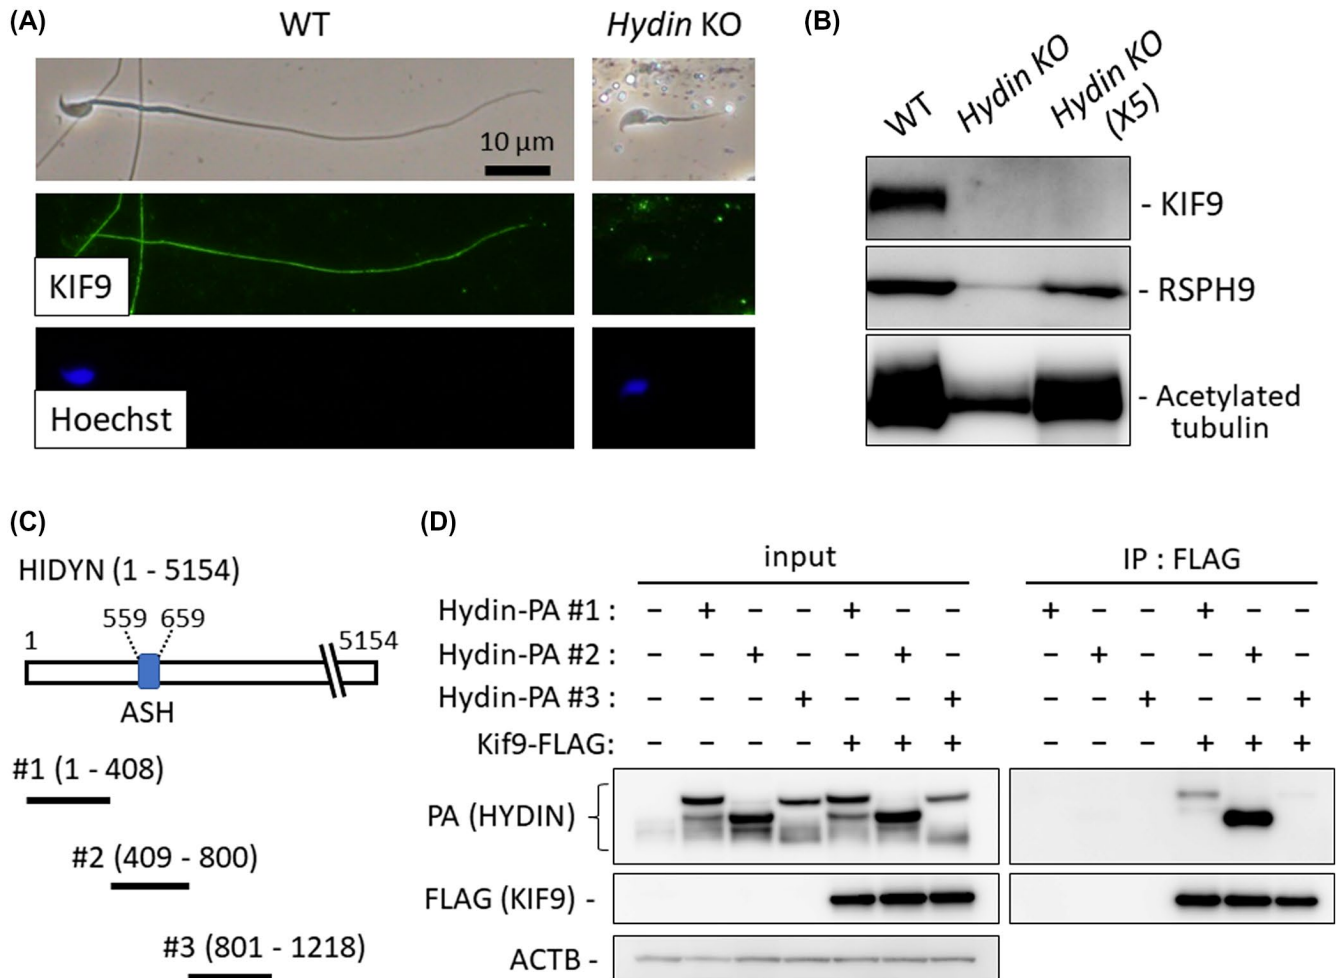 (A)
WT
Hydin KO
10 µm
KIF9
Hoechst
(B)
WT
Hydin KO
Hydin KO
(X5)
- KIF9
- RSPH9
- Acetylated
tubulin
(C)
HIDYN (1 - 5154)
559 659
1 5154
ASH
#1 (1 - 408)
#2 (409 - 800)
#3 (801 - 1218)
(D)
input IP : FLAG
Hydin-PA #1 : − + − − + − − + − − + − −
Hydin-PA #2 : − − + − − + − − + − − + −
Hydin-PA #3 : − − − + − − + − − + − − +
Kif9-FLAG: − − − − + + + − − − + + +
PA (HYDIN)
FLAG (KIF9) -
ACTB -